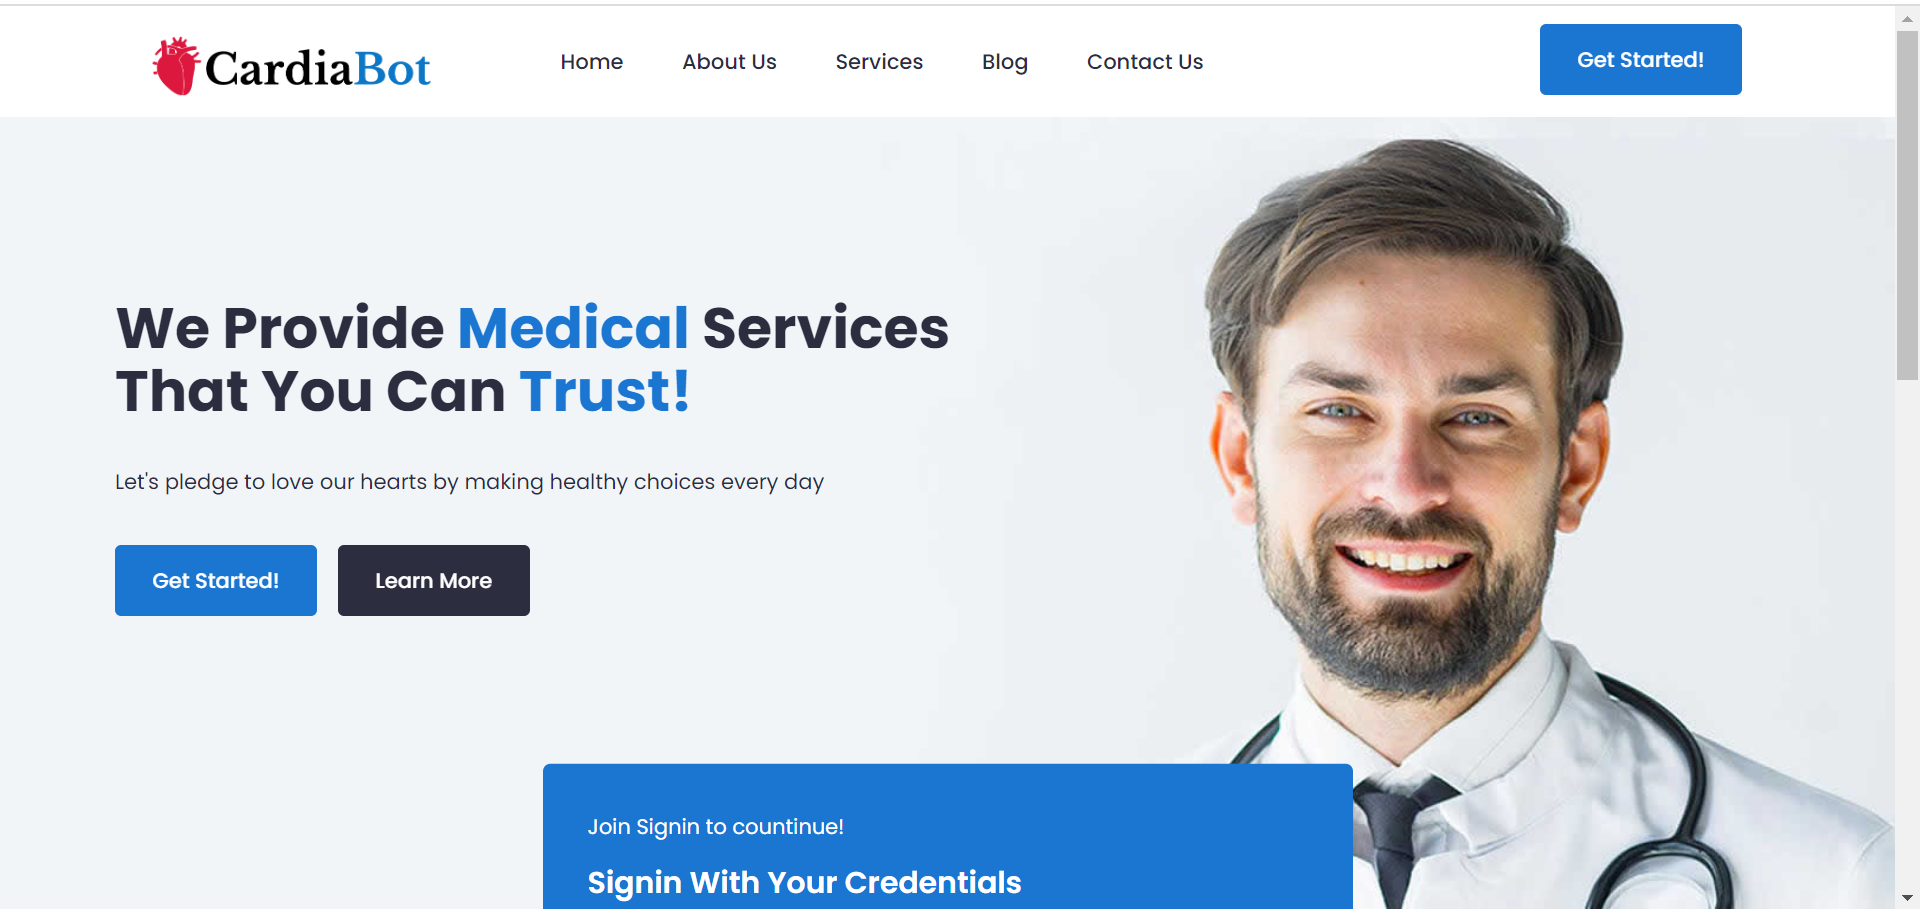 CardiaBot
Home
About Us
Services
Blog
Contact Us
Get Started!
We Provide Medical Services
That You Can Trust!
Let's pledge to love our hearts by making healthy choices every day
Get Started!
Learn More
Join Signin to countinue!
Signin With Your Credentials